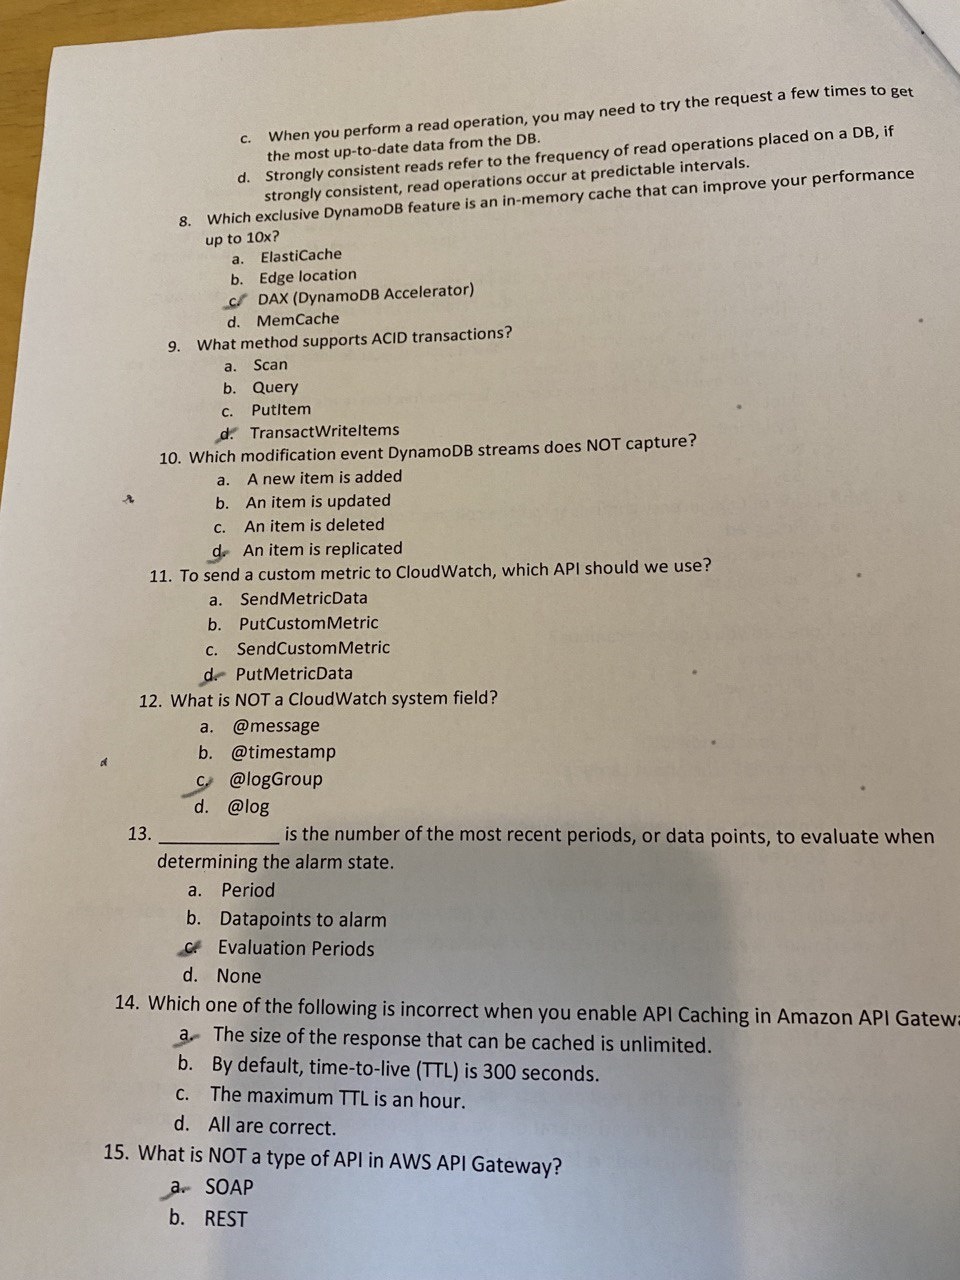 c. When you perform a read operation, you may need to try the request a few times to get
the most up-to-date data from the DB.
d. Strongly consistent reads refer to the frequency of read operations placed on a DB, if
strongly consistent, read operations occur at predictable intervals.
8. Which exclusive DynamoDB feature is an in-memory cache that can improve your performance
up to 10x?
a. ElastiCache
b. Edge location
c. DAX (DynamoDB Accelerator)
d. MemCache
9. What method supports ACID transactions?
a. Scan
b. Query
c. PutItem
d. TransactWriteItems
10. Which modification event DynamoDB streams does NOT capture?
a. A new item is added
b. An item is updated
c. An item is deleted
d. An item is replicated
11. To send a custom metric to CloudWatch, which API should we use?
a. SendMetricData
b. PutCustomMetric
c. SendCustomMetric
d. PutMetricData
12. What is NOT a CloudWatch system field?
a. @message
b. @timestamp
c. @logGroup
d. @log
13. ____________ is the number of the most recent periods, or data points, to evaluate when
determining the alarm state.
a. Period
b. Datapoints to alarm
c. Evaluation Periods
d. None
14. Which one of the following is incorrect when you enable API Caching in Amazon API Gatewa
a. The size of the response that can be cached is unlimited.
b. By default, time-to-live (TTL) is 300 seconds.
c. The maximum TTL is an hour.
d. All are correct.
15. What is NOT a type of API in AWS API Gateway?
a. SOAP
b. REST